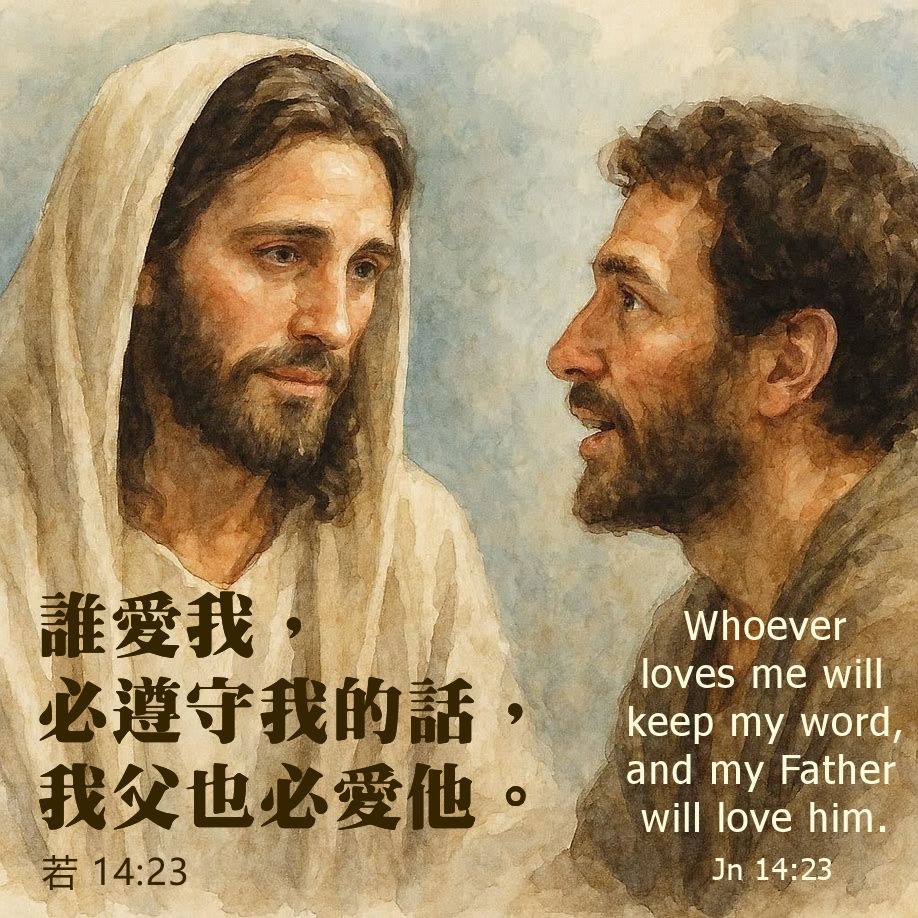 誰愛我，
必遵守我的話，
我父也必愛他。
若 14:23
Whoever
loves me will
keep my word,
and my Father
will love him.
Jn 14:23